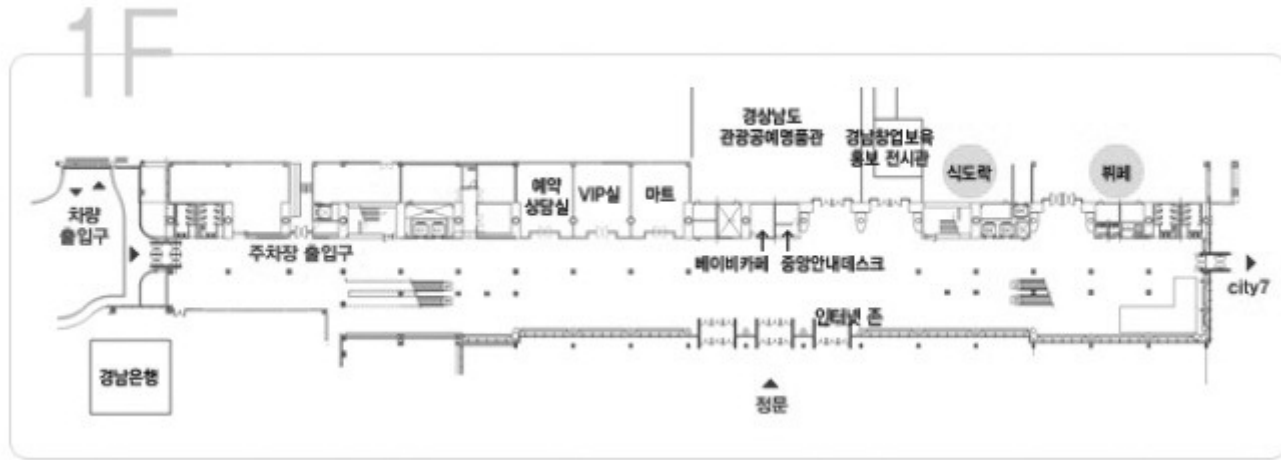 1F
경상남도
관광공예명품관
경남창업보육
홍보 전시관
식도락
뷔페
예약
상담실
VIP실
마트
차량
출입구
주차장 출입구
베이비카페
중앙안내데스크
city7
인터넷 존
경남은행
정문